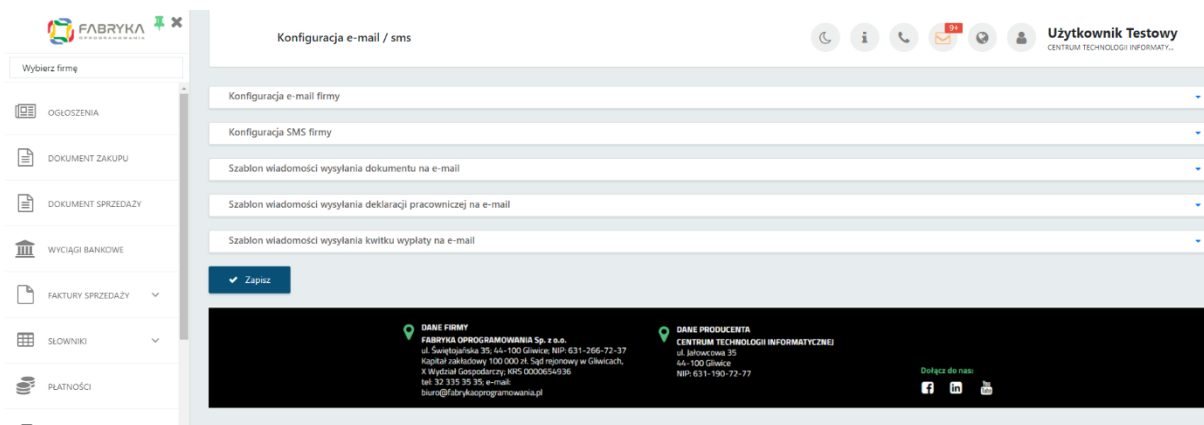 FABRYKA
OPROGRAMOWANIA
Wybierz firmę
OGŁOSZENIA
DOKUMENT ZAKUPU
DOKUMENT SPRZEDAŻY
WYCIĄGI BANKOWE
FAKTURY SPRZEDAŻY
SŁOWNIKI
PŁATNOŚCI
Konfiguracja e-mail / sms
9+
Użytkownik Testowy
CENTRUM TECHNOLOGII INFORMATY...
Konfiguracja e-mail firmy
Konfiguracja SMS firmy
Szablon wiadomości wysyłania dokumentu na e-mail
Szablon wiadomości wysyłania deklaracji pracowniczej na e-mail
Szablon wiadomości wysyłania kwitku wypłaty na e-mail
Zapisz
DANE FIRMY
FABRYKA OPROGRAMOWANIA Sp. z o.o.
ul. Świętojańska 35; 44-100 Gliwice; NIP: 631-266-72-37
Kapitał zakładowy 100 000 zł. Sąd rejonowy w Gliwicach,
X Wydział Gospodarczy; KRS 0000654936
tel: 32 335 35 35; e-mail:
biuro@fabrykaoprogramowania.pl
DANE PRODUCENTA
CENTRUM TECHNOLOGII INFORMATYCZNEJ
ul. Jałowcowa 35
44-100 Gliwice
NIP: 631-190-72-77
Dołącz do nas:
You
Tube